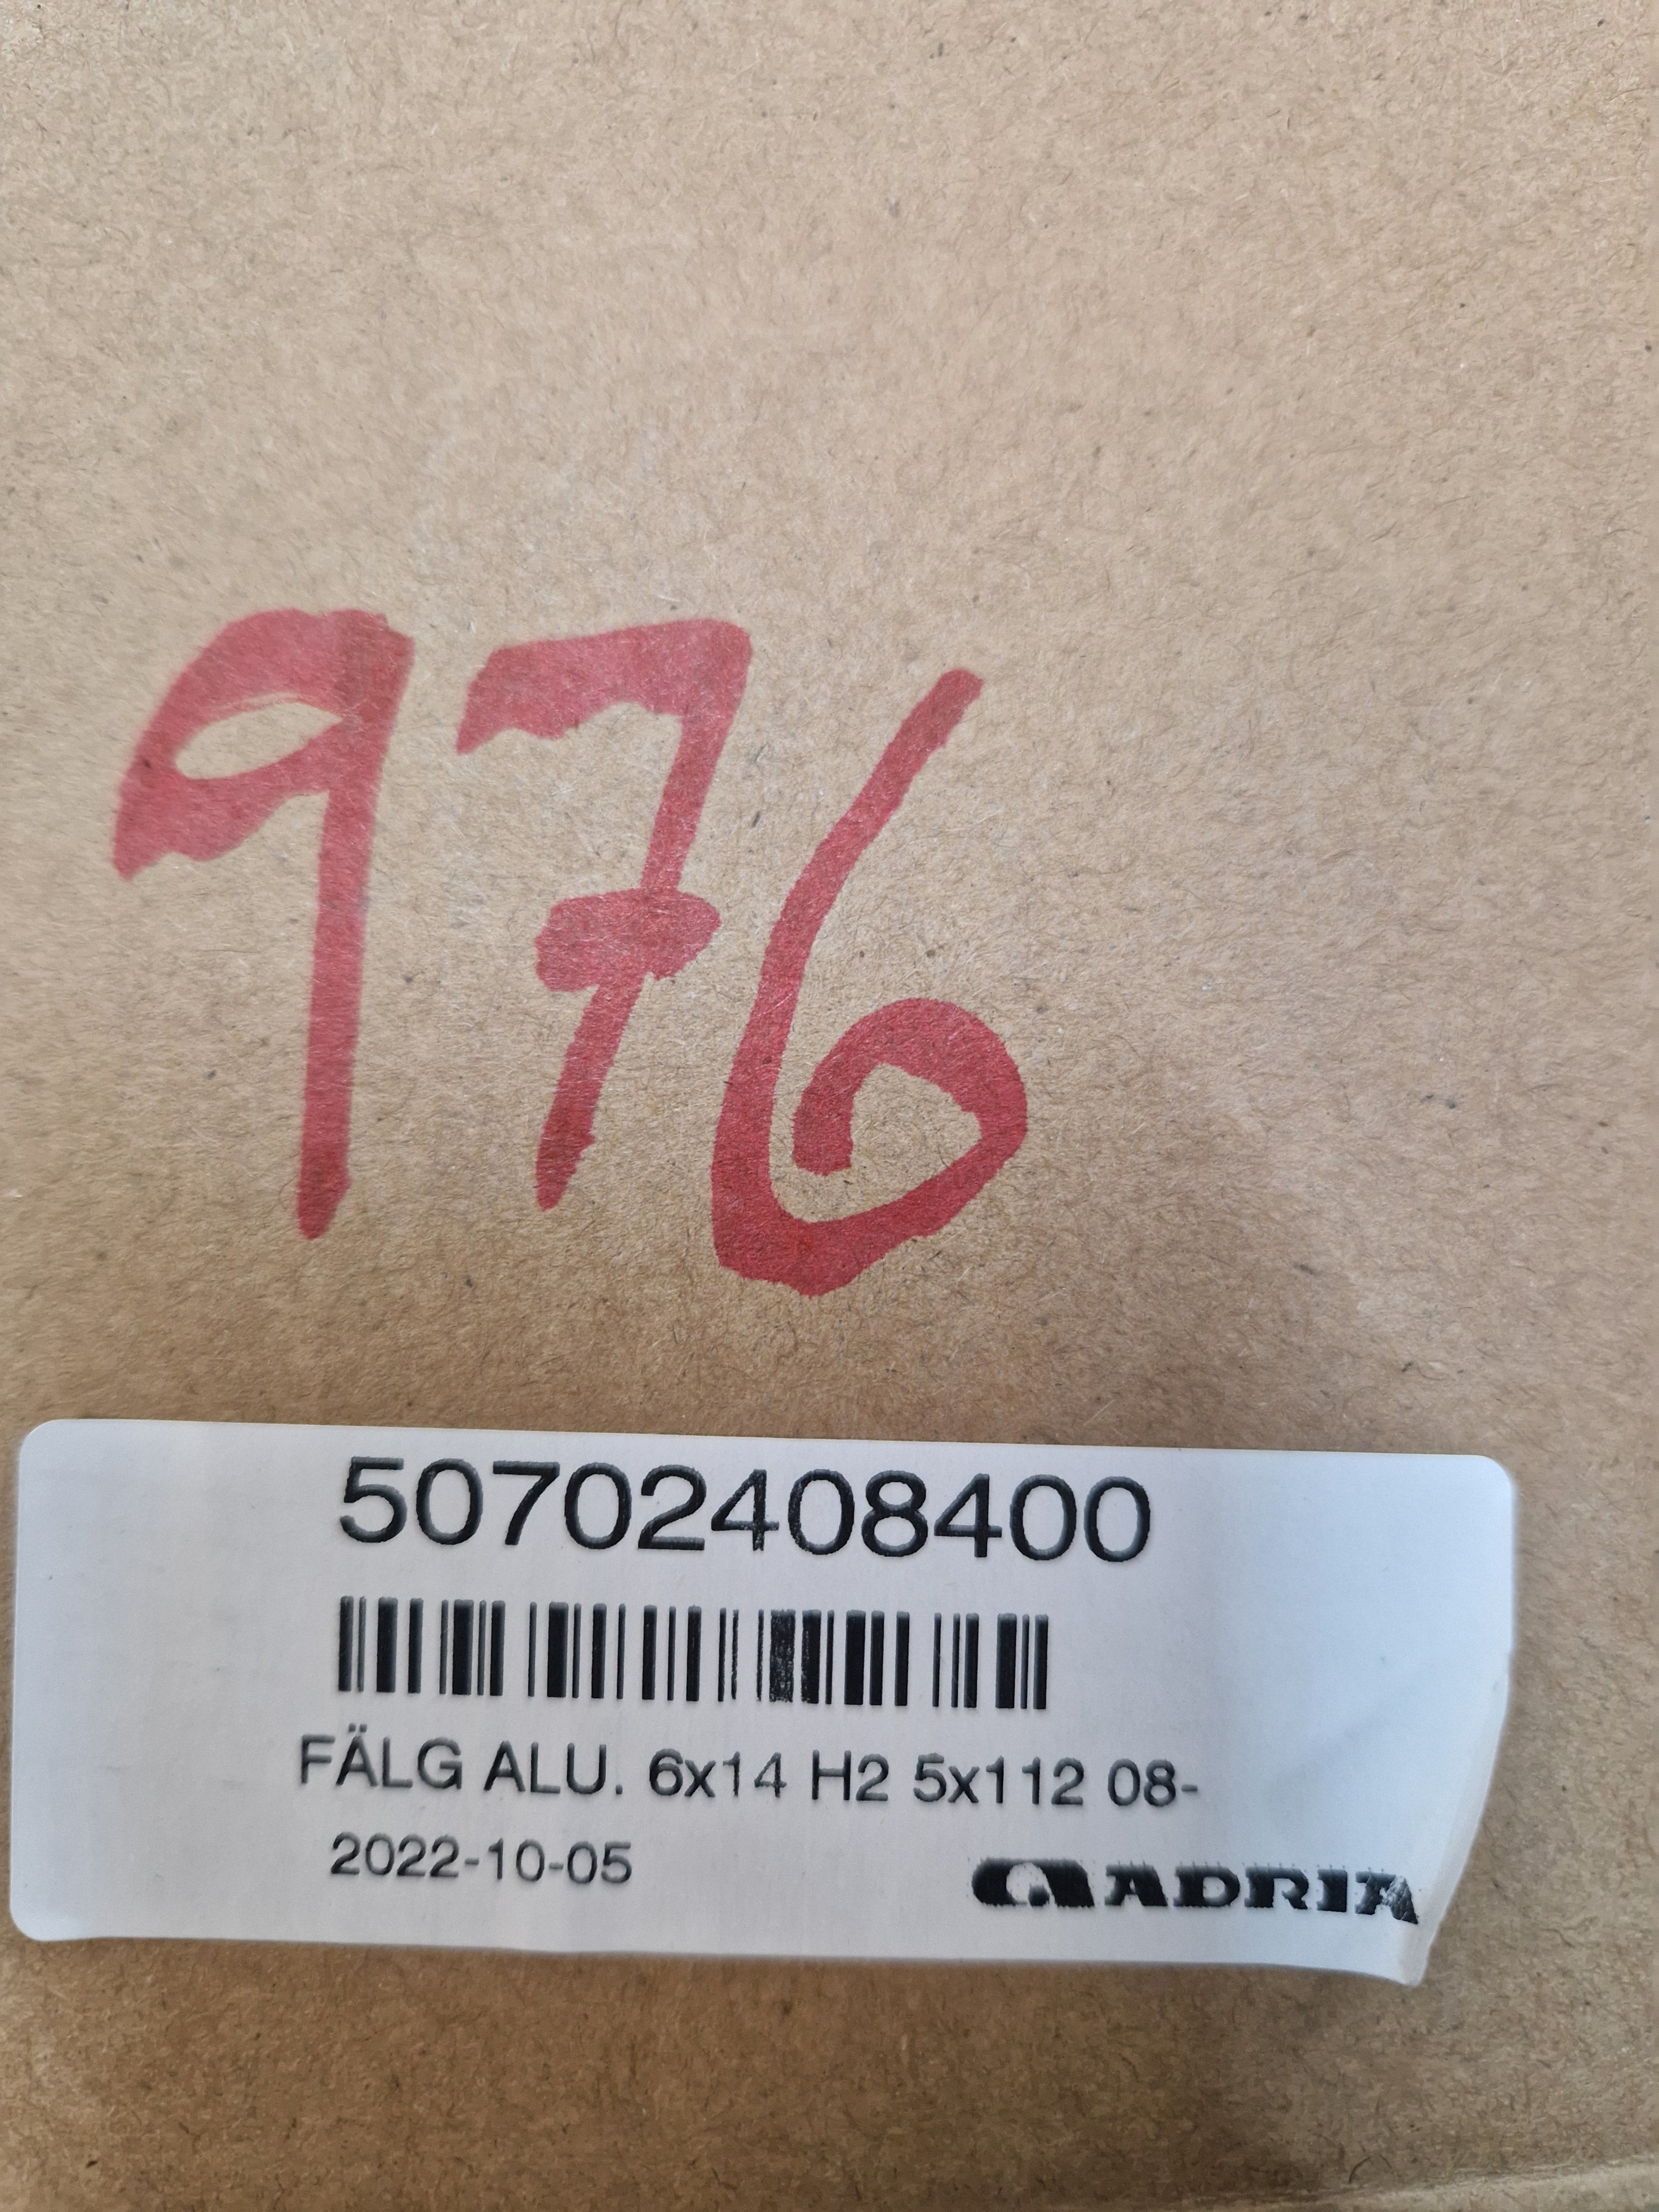 976
50702408400
FÄLG ALU. 6x14 H2 5x112 08-
2022-10-05
ADRIA